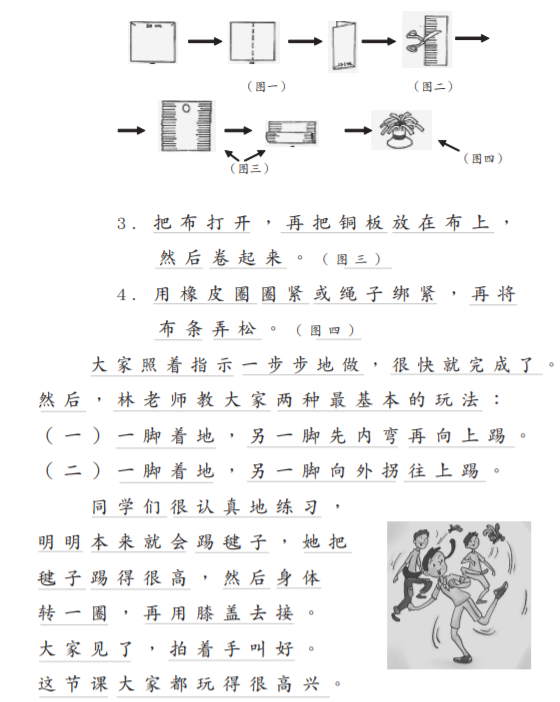 （图一）
（图二）
（图三）
（图四）
3. 把布打开，再把铜板放在布上，
然后卷起来。（图三）
4. 用橡皮圈圈紧或绳子绑紧，再将
布条弄松。（图四）
大家照着指示一步步地做，很快就完成了。
然后，林老师教大家两种最基本的玩法：
（一）一脚着地，另一脚先内弯再向上踢。
（二）一脚着地，另一脚向外拐往上踢。
同学们很认真地练习，
明明本来就会踢毽子，她把
毽子踢得很高，然后身体
转一圈，再用膝盖去接。
大家见了，拍着手叫好。
这节课大家都玩得很高兴。